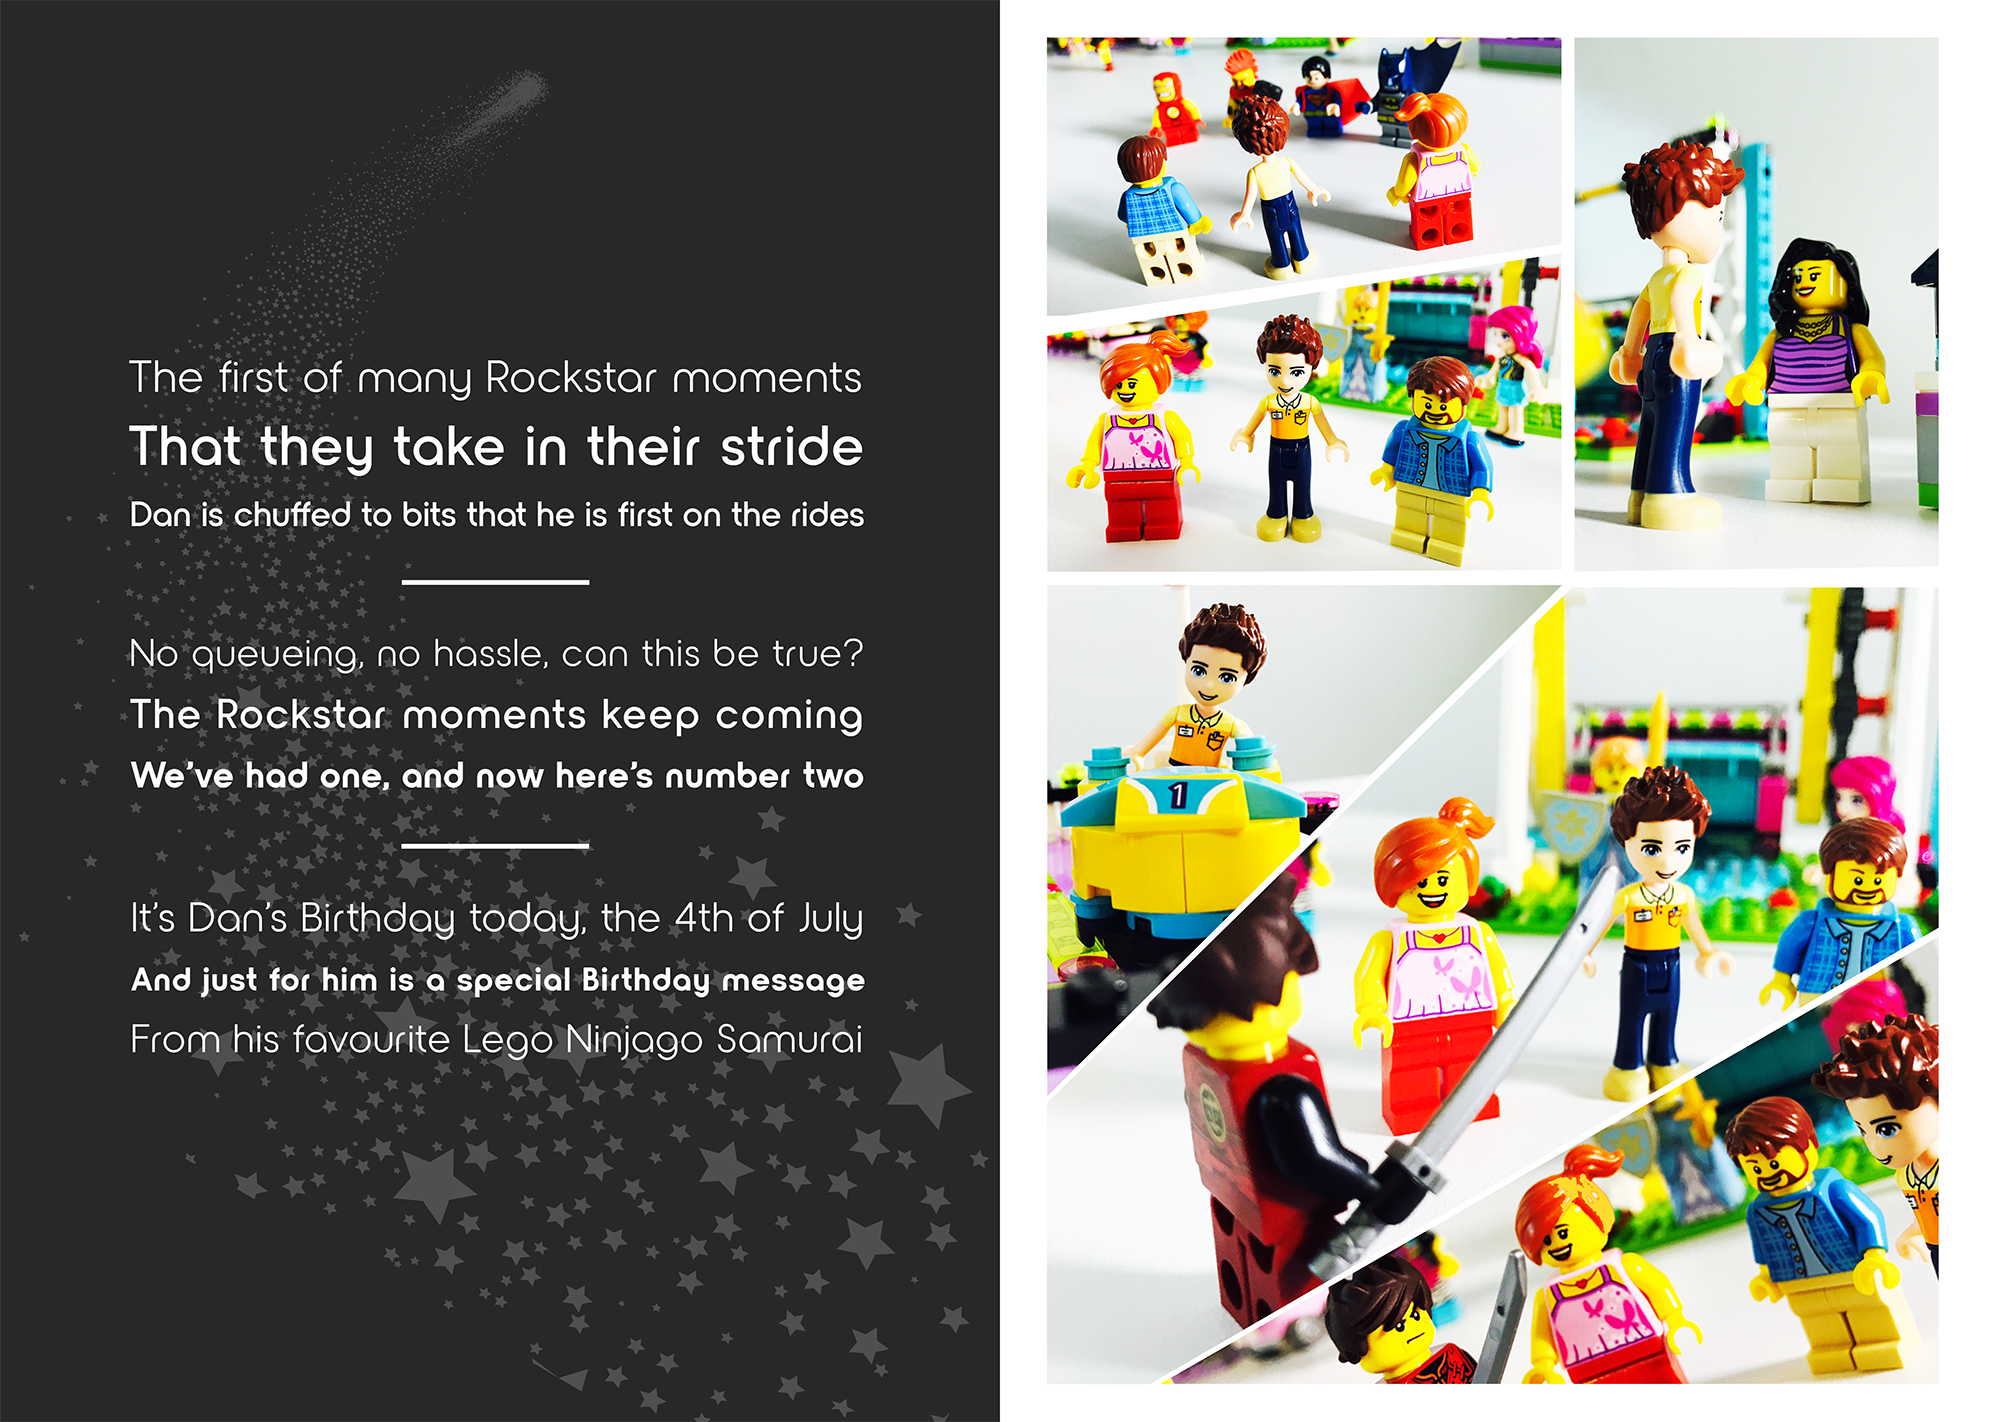 The first of many Rockstar moments
That they take in their stride
Dan is chuffed to bits that he is first on the rides
No queueing, no hassle, can this be true?
The Rockstar moments keep coming
We've had one, and now here's number two
It's Dan's Birthday today, the 4th of July
And just for him is a special Birthday message
From his favourite Lego Ninjago Samurai
1